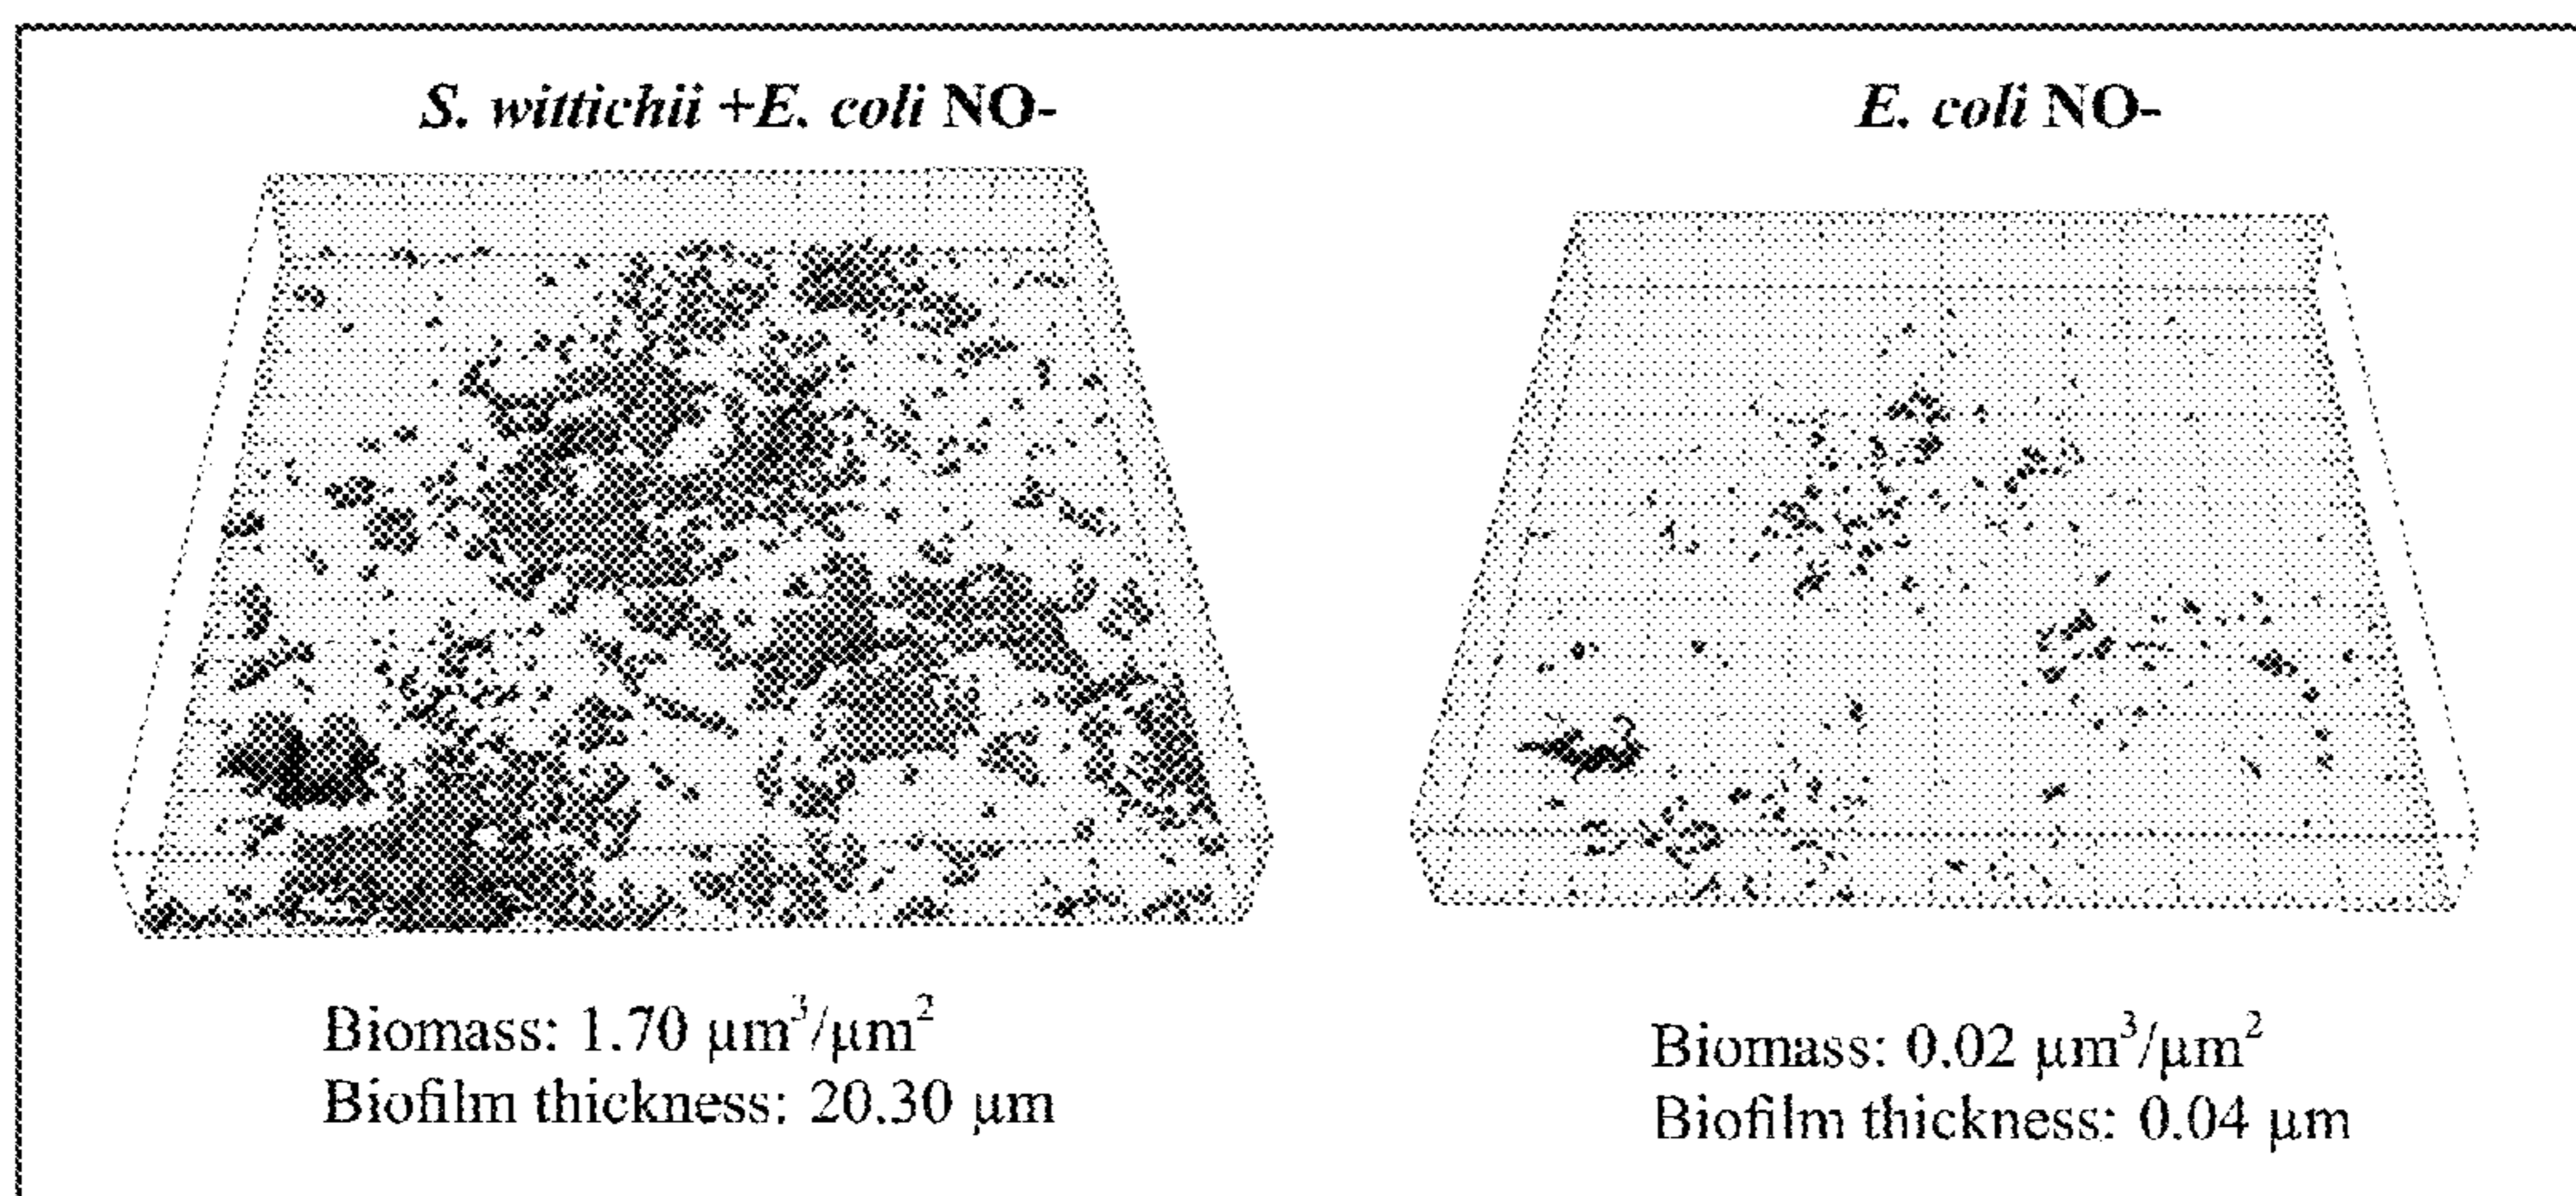 S. wittichii +E. coli NO-
E. coli NO-
Biomass: 1.70 µm³/µm²
Biofilm thickness: 20.30 µm
Biomass: 0.02 µm³/µm²
Biofilm thickness: 0.04 µm